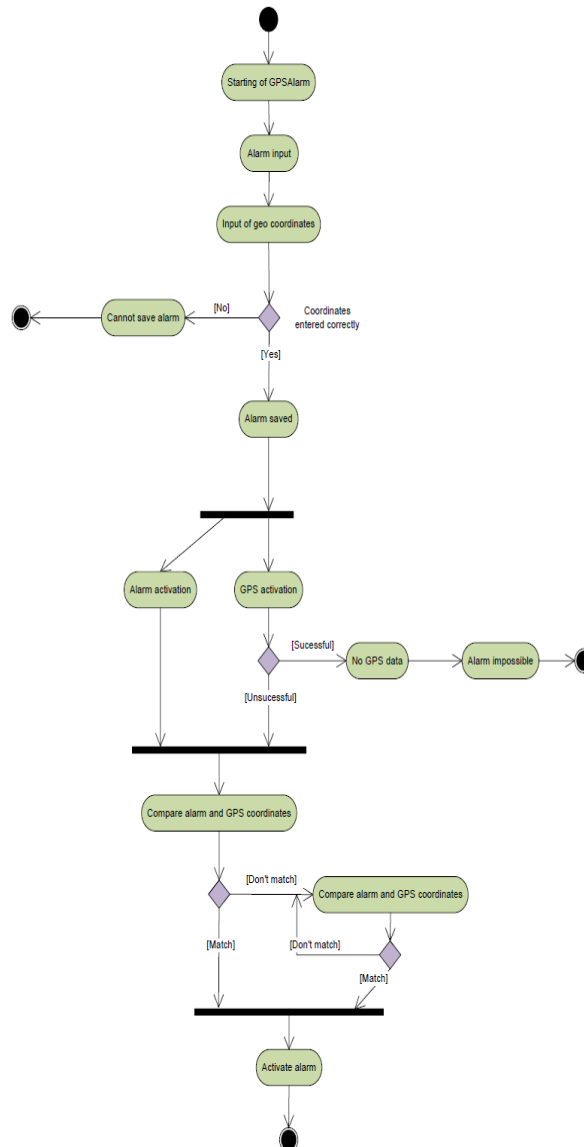 Starting of GPSAlarm
Alarm input
Input of geo coordinates
[No]
Cannot save alarm
Coordinates
entered correctly
[Yes]
Alarm saved
Alarm activation
GPS activation
[Sucessful]
No GPS data
Alarm impossible
[Unsucessful]
Compare alarm and GPS coordinates
[Don't match]
Compare alarm and GPS coordinates
[Match]
[Don't match]
[Match]
Activate alarm